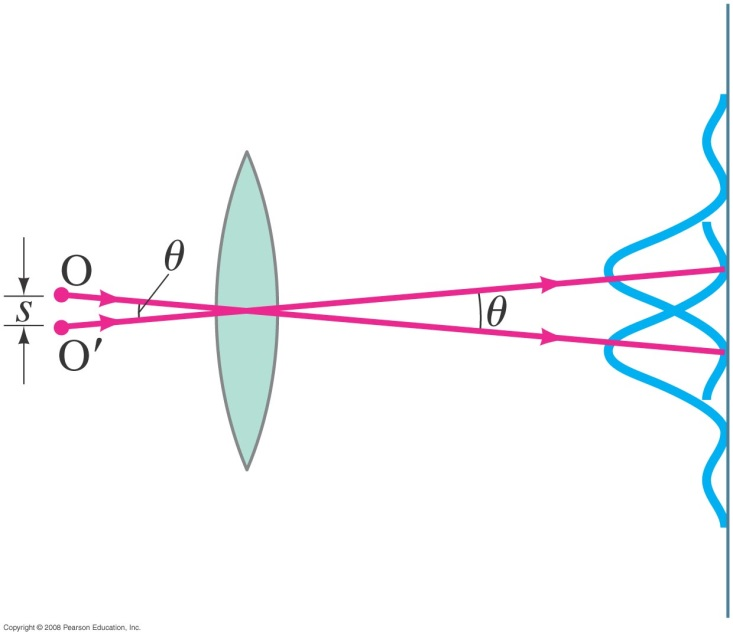 O
θ
s
θ
O′
Copyright © 2008 Pearson Education, Inc.